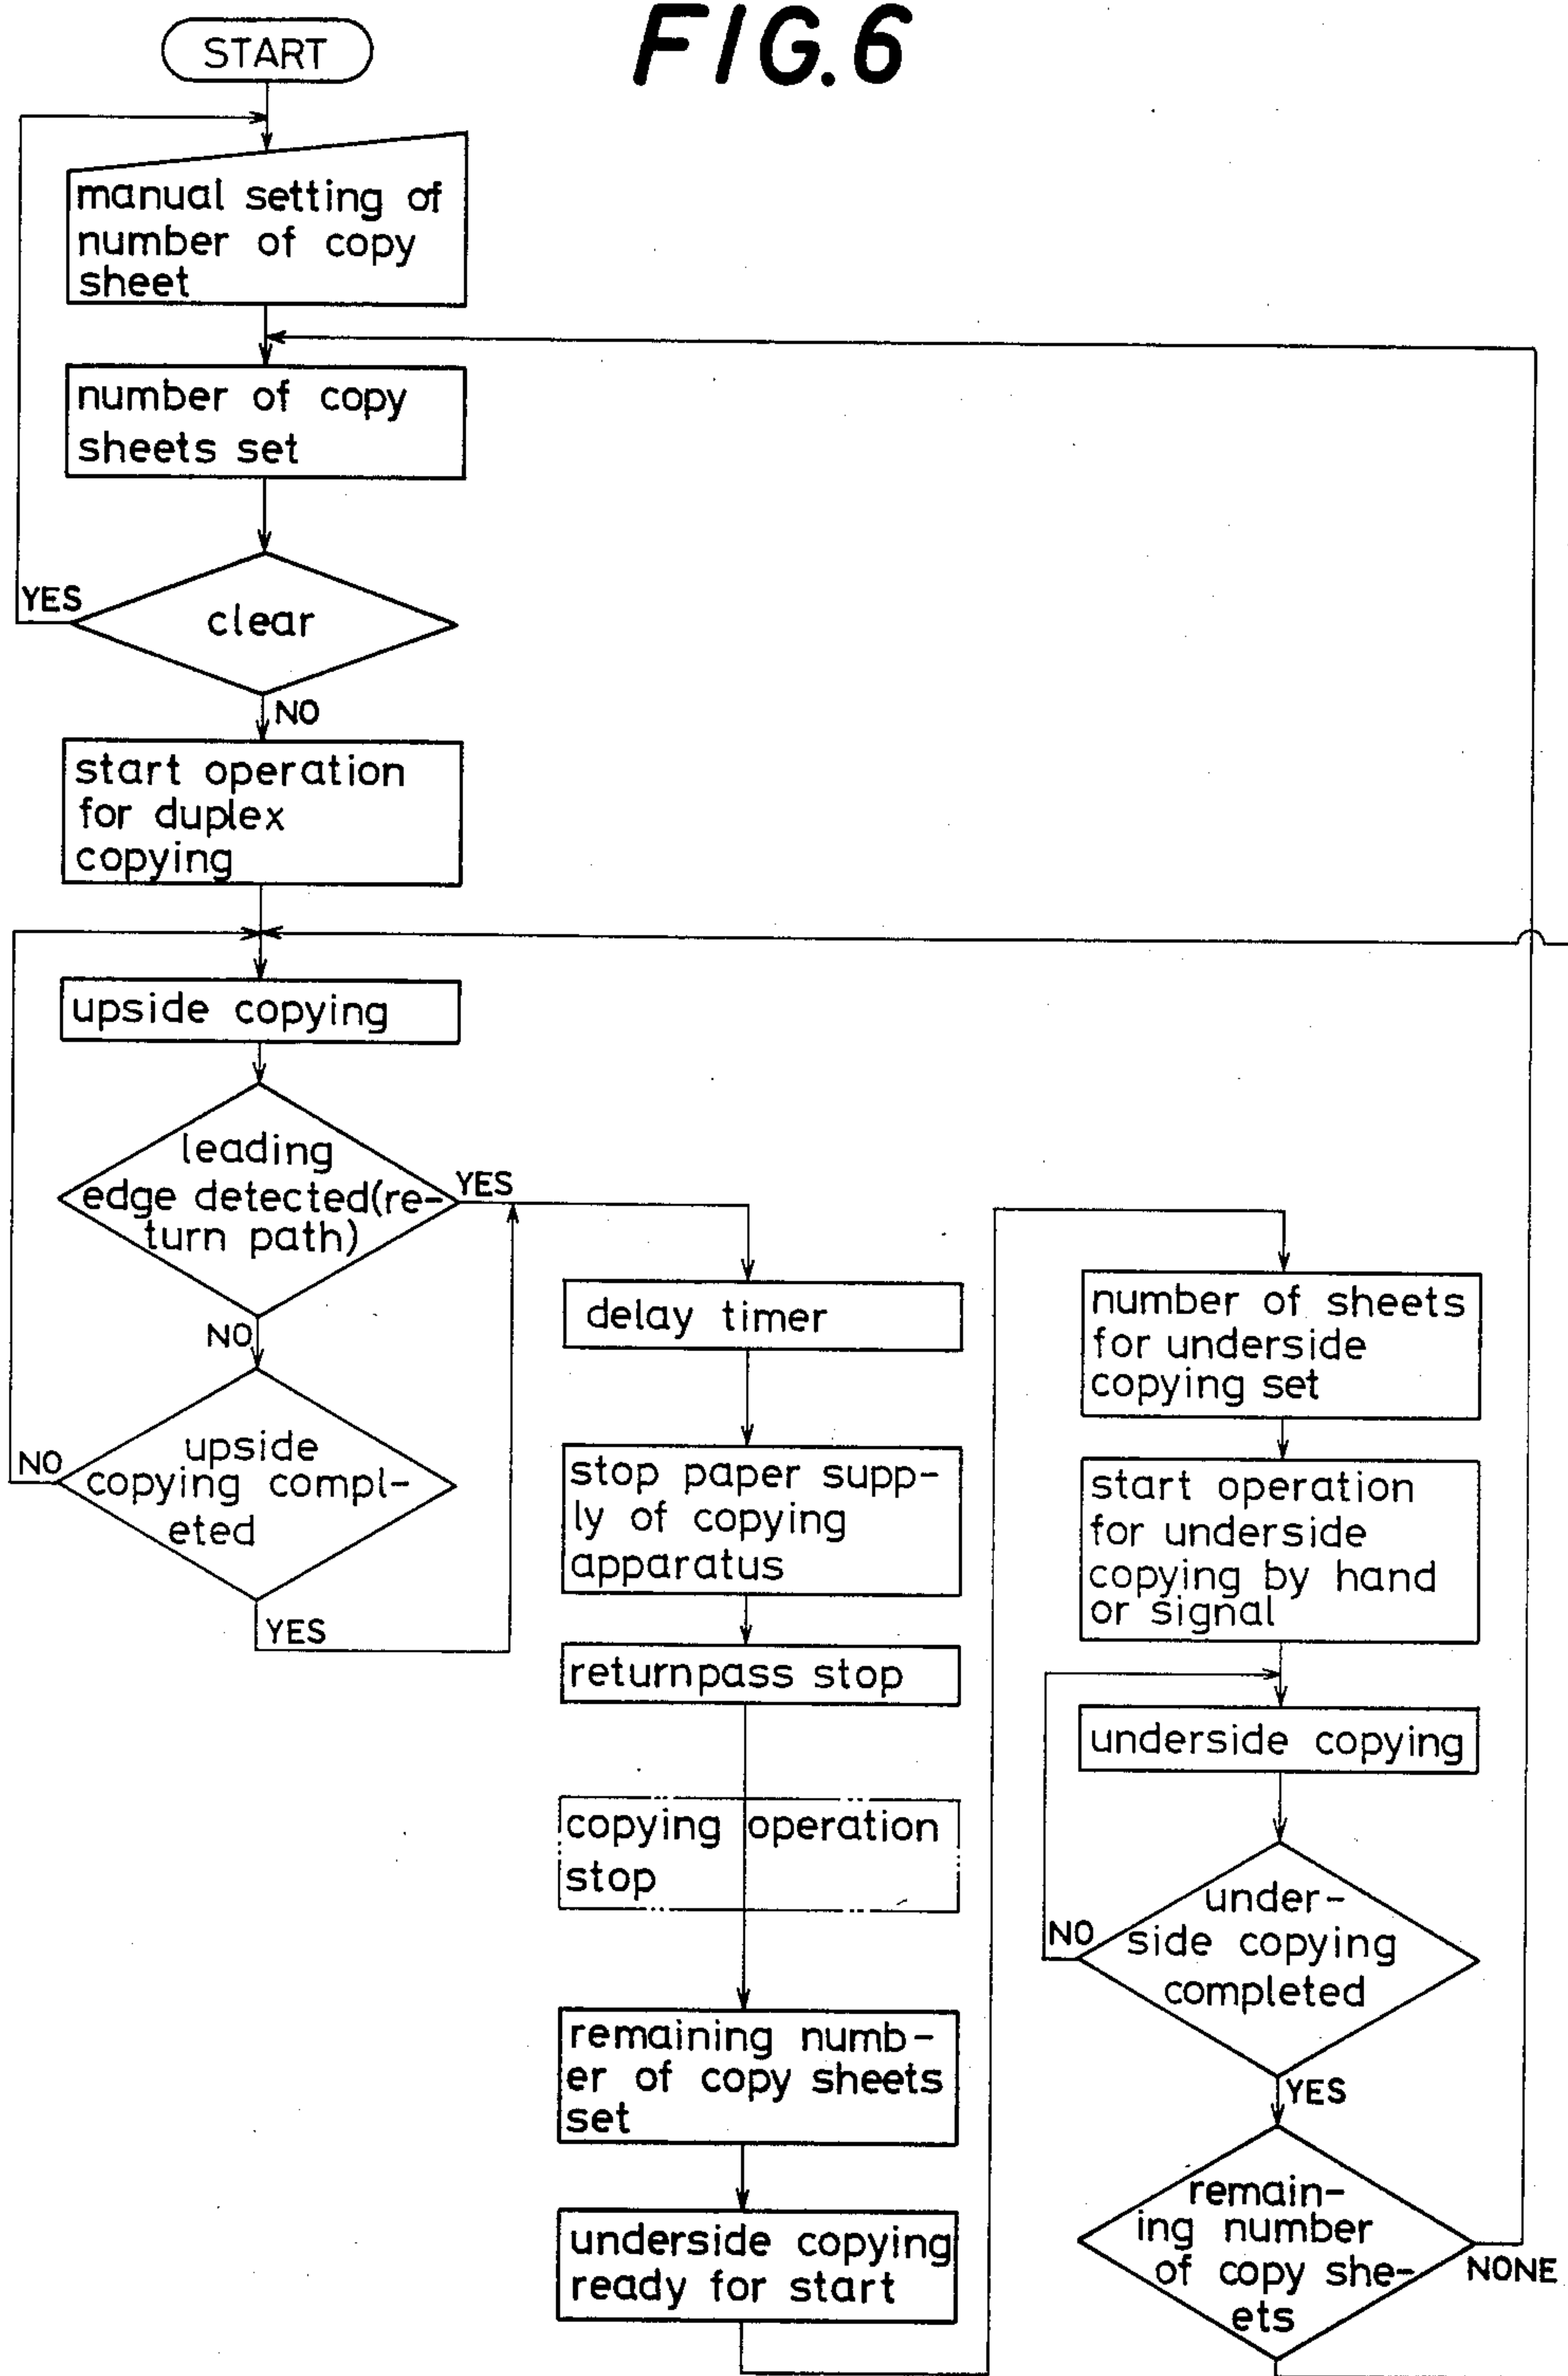 FIG.6
START
manual setting of
number of copy
sheet
number of copy
sheets set
YES
clear
NO
start operation
for duplex
copying
upside copying
leading
edge detected(re-
turn path)
YES
NO
upside
copying compl-
eted
NO
YES
delay timer
stop paper supp-
ly of copying
apparatus
returnpass stop
copying operation
stop
remaining numb-
er of copy sheets
set
underside copying
ready for start
number of sheets
for underside
copying set
start operation
for underside
copying by hand
or signal
underside copying
under-
side copying
completed
NO
YES
remain-
ing number
of copy she-
ets
NONE